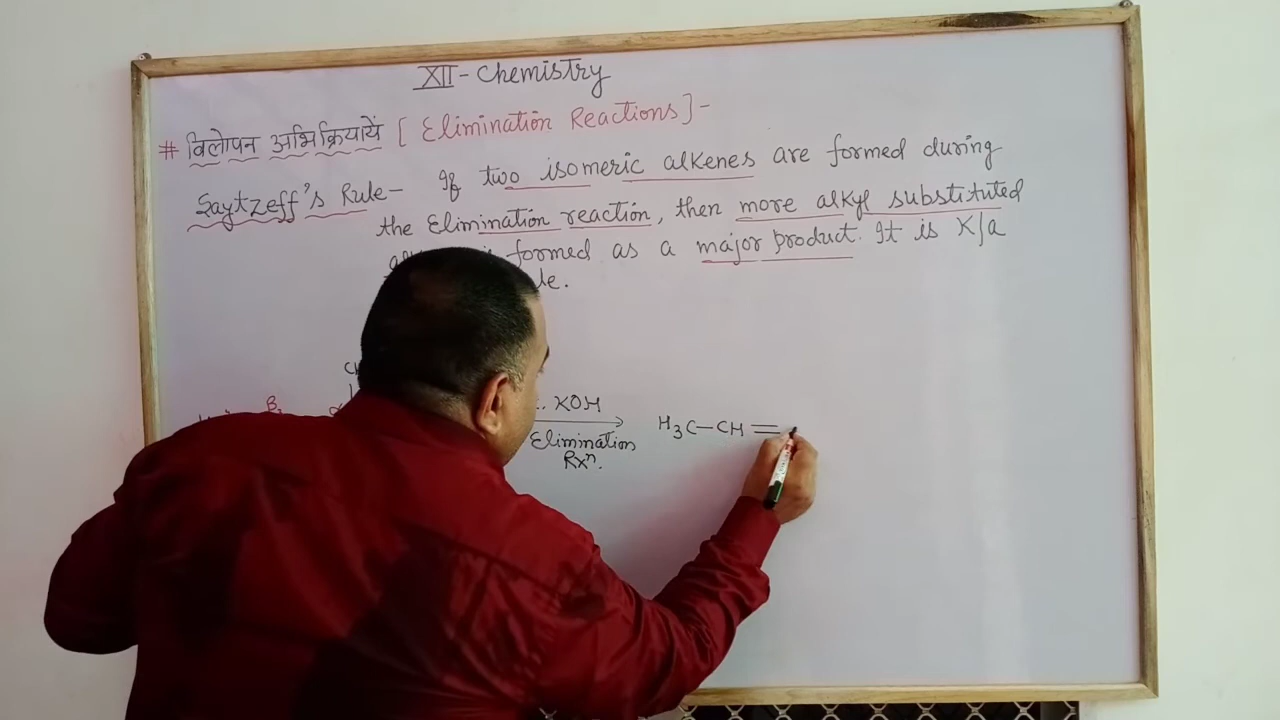 XII - Chemistry
# विलोपन अभिक्रियायें [ Elimination Reactions ] -
Saytzeff's Rule - If two isomeric alkenes are formed during
the Elimination reaction, then more alkyl substituted
formed as a major product. It is K/a
KOH
H3C-CH=
Elimination
Rxn.